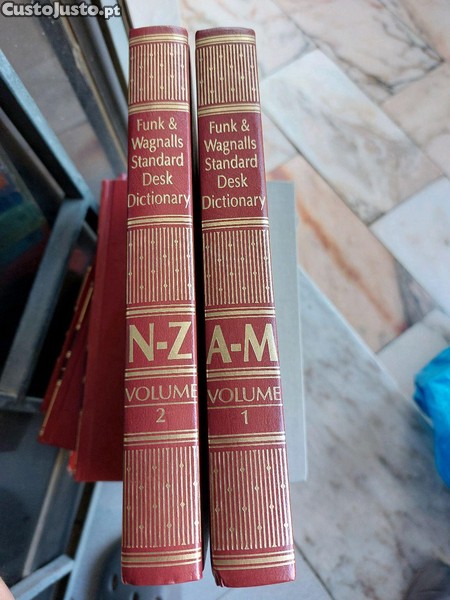 CustoJusto.pt
Funk &
Wagnalls
Standard
Desk
Dictionary
N-Z
VOLUME
2
Funk &
Wagnalls
Standard
Desk
Dictionary
A-M
VOLUME
1